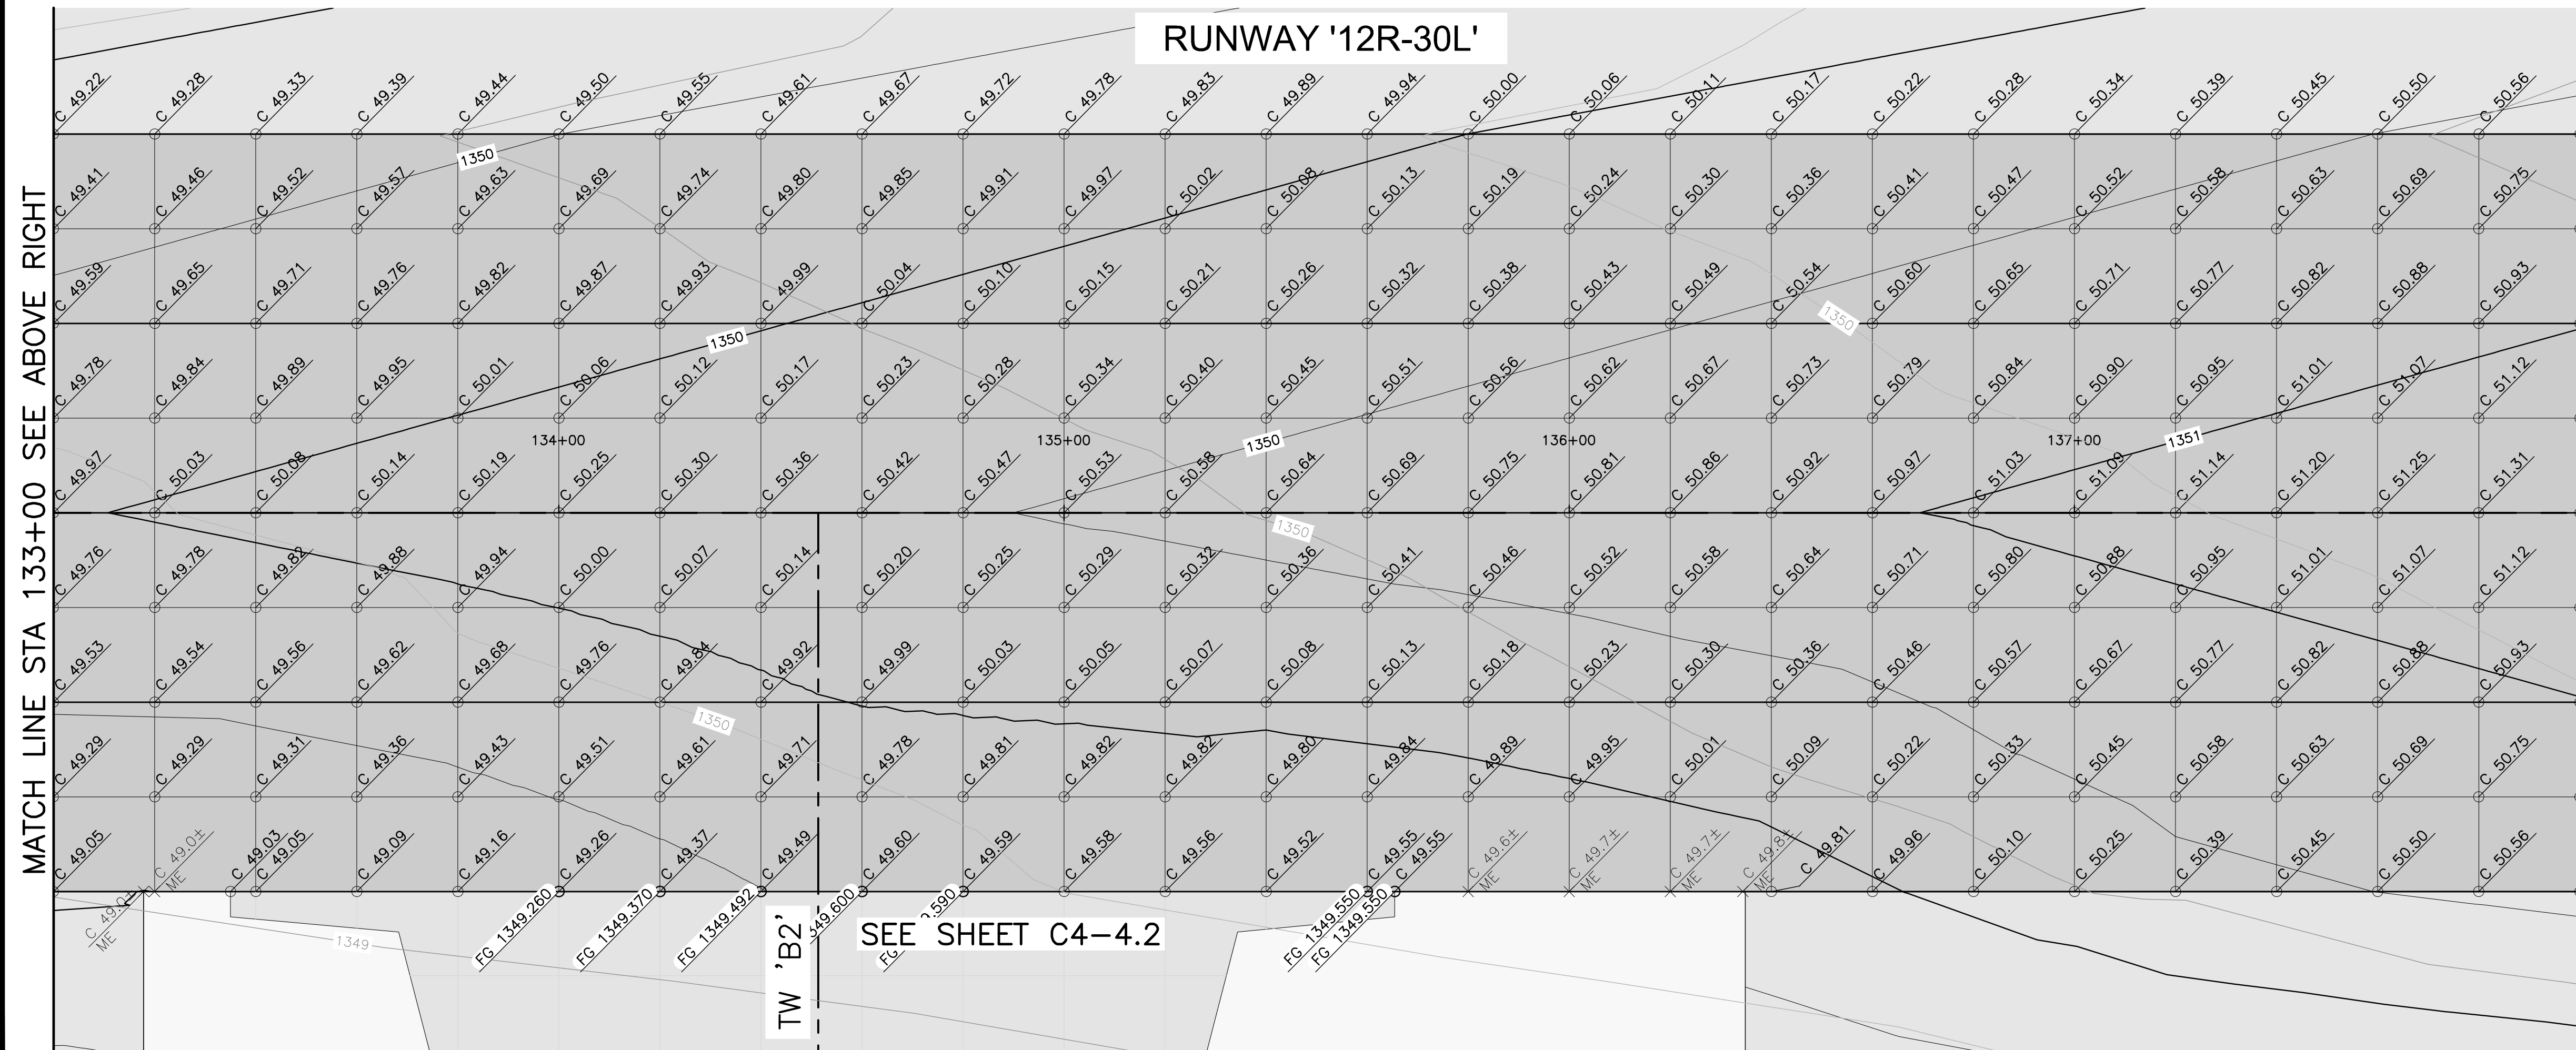 RUNWAY '12R-30L'
MATCH LINE STA 133+00 SEE ABOVE RIGHT
C 49.22 C 49.28 C 49.33 C 49.39 C 49.44 C 49.50 C 49.55 C 49.61 C 49.67 C 49.72 C 49.78 C 49.83 C 49.89 C 49.94 C 50.00 C 50.06 C 50.11 C 50.17 C 50.22 C 50.28 C 50.34 C 50.39 C 50.45 C 50.50 C 50.56
1350
C 49.41 C 49.46 C 49.52 C 49.57 C 49.63 C 49.69 C 49.74 C 49.80 C 49.85 C 49.91 C 49.97 C 50.02 C 50.08 C 50.13 C 50.19 C 50.24 C 50.30 C 50.36 C 50.41 C 50.47 C 50.52 C 50.58 C 50.63 C 50.69 C 50.75
C 49.59 C 49.65 C 49.71 C 49.76 C 49.82 C 49.87 C 49.93 C 49.99 C 50.04 C 50.10 C 50.15 C 50.21 C 50.26 C 50.32 C 50.38 C 50.43 C 50.49 C 50.54 C 50.60 C 50.65 C 50.71 C 50.77 C 50.82 C 50.88 C 50.93
1350
1350
C 49.78 C 49.84 C 49.89 C 49.95 C 50.01 C 50.06 C 50.12 C 50.17 C 50.23 C 50.28 C 50.34 C 50.40 C 50.45 C 50.51 C 50.56 C 50.62 C 50.67 C 50.73 C 50.79 C 50.84 C 50.90 C 50.95 C 51.01 C 51.07 C 51.12
134+00 135+00 1350 136+00 137+00 1351
C 49.97 C 50.03 C 50.08 C 50.14 C 50.19 C 50.25 C 50.30 C 50.36 C 50.42 C 50.47 C 50.53 C 50.58 C 50.64 C 50.69 C 50.75 C 50.81 C 50.86 C 50.92 C 50.97 C 51.03 C 51.09 C 51.14 C 51.20 C 51.25 C 51.31
1350
C 49.76 C 49.78 C 49.82 C 49.88 C 49.94 C 50.00 C 50.07 C 50.14 C 50.20 C 50.25 C 50.29 C 50.32 C 50.36 C 50.41 C 50.46 C 50.52 C 50.58 C 50.64 C 50.71 C 50.80 C 50.88 C 50.95 C 51.01 C 51.07 C 51.12
C 49.53 C 49.54 C 49.56 C 49.62 C 49.68 C 49.76 C 49.84 C 49.92 C 49.99 C 50.03 C 50.05 C 50.07 C 50.08 C 50.13 C 50.18 C 50.23 C 50.30 C 50.36 C 50.46 C 50.57 C 50.67 C 50.77 C 50.82 C 50.88 C 50.93
1350
C 49.29 C 49.29 C 49.31 C 49.36 C 49.43 C 49.51 C 49.61 C 49.71 C 49.78 C 49.81 C 49.82 C 49.82 C 49.80 C 49.84 C 49.89 C 49.95 C 50.01 C 50.09 C 50.22 C 50.33 C 50.45 C 50.58 C 50.63 C 50.69 C 50.75
C 49.05 C 49.0± ME C 49.03 C 49.05 C 49.09 C 49.16 C 49.26 C 49.37 C 49.49 C 49.60 C 49.59 C 49.58 C 49.56 C 49.52 C 49.55 C 49.55 C 49.6± ME C 49.7± ME C 49.7± ME C 49.8± ME C 49.81 C 49.96 C 50.10 C 50.25 C 50.39 C 50.45 C 50.50 C 50.56
C 49.0± ME
1349
FG 1349.260 FG 1349.370 FG 1349.492 349.600 FG .590 FG 1349.550 FG 1349.550
TW 'B2'
SEE SHEET C4-4.2